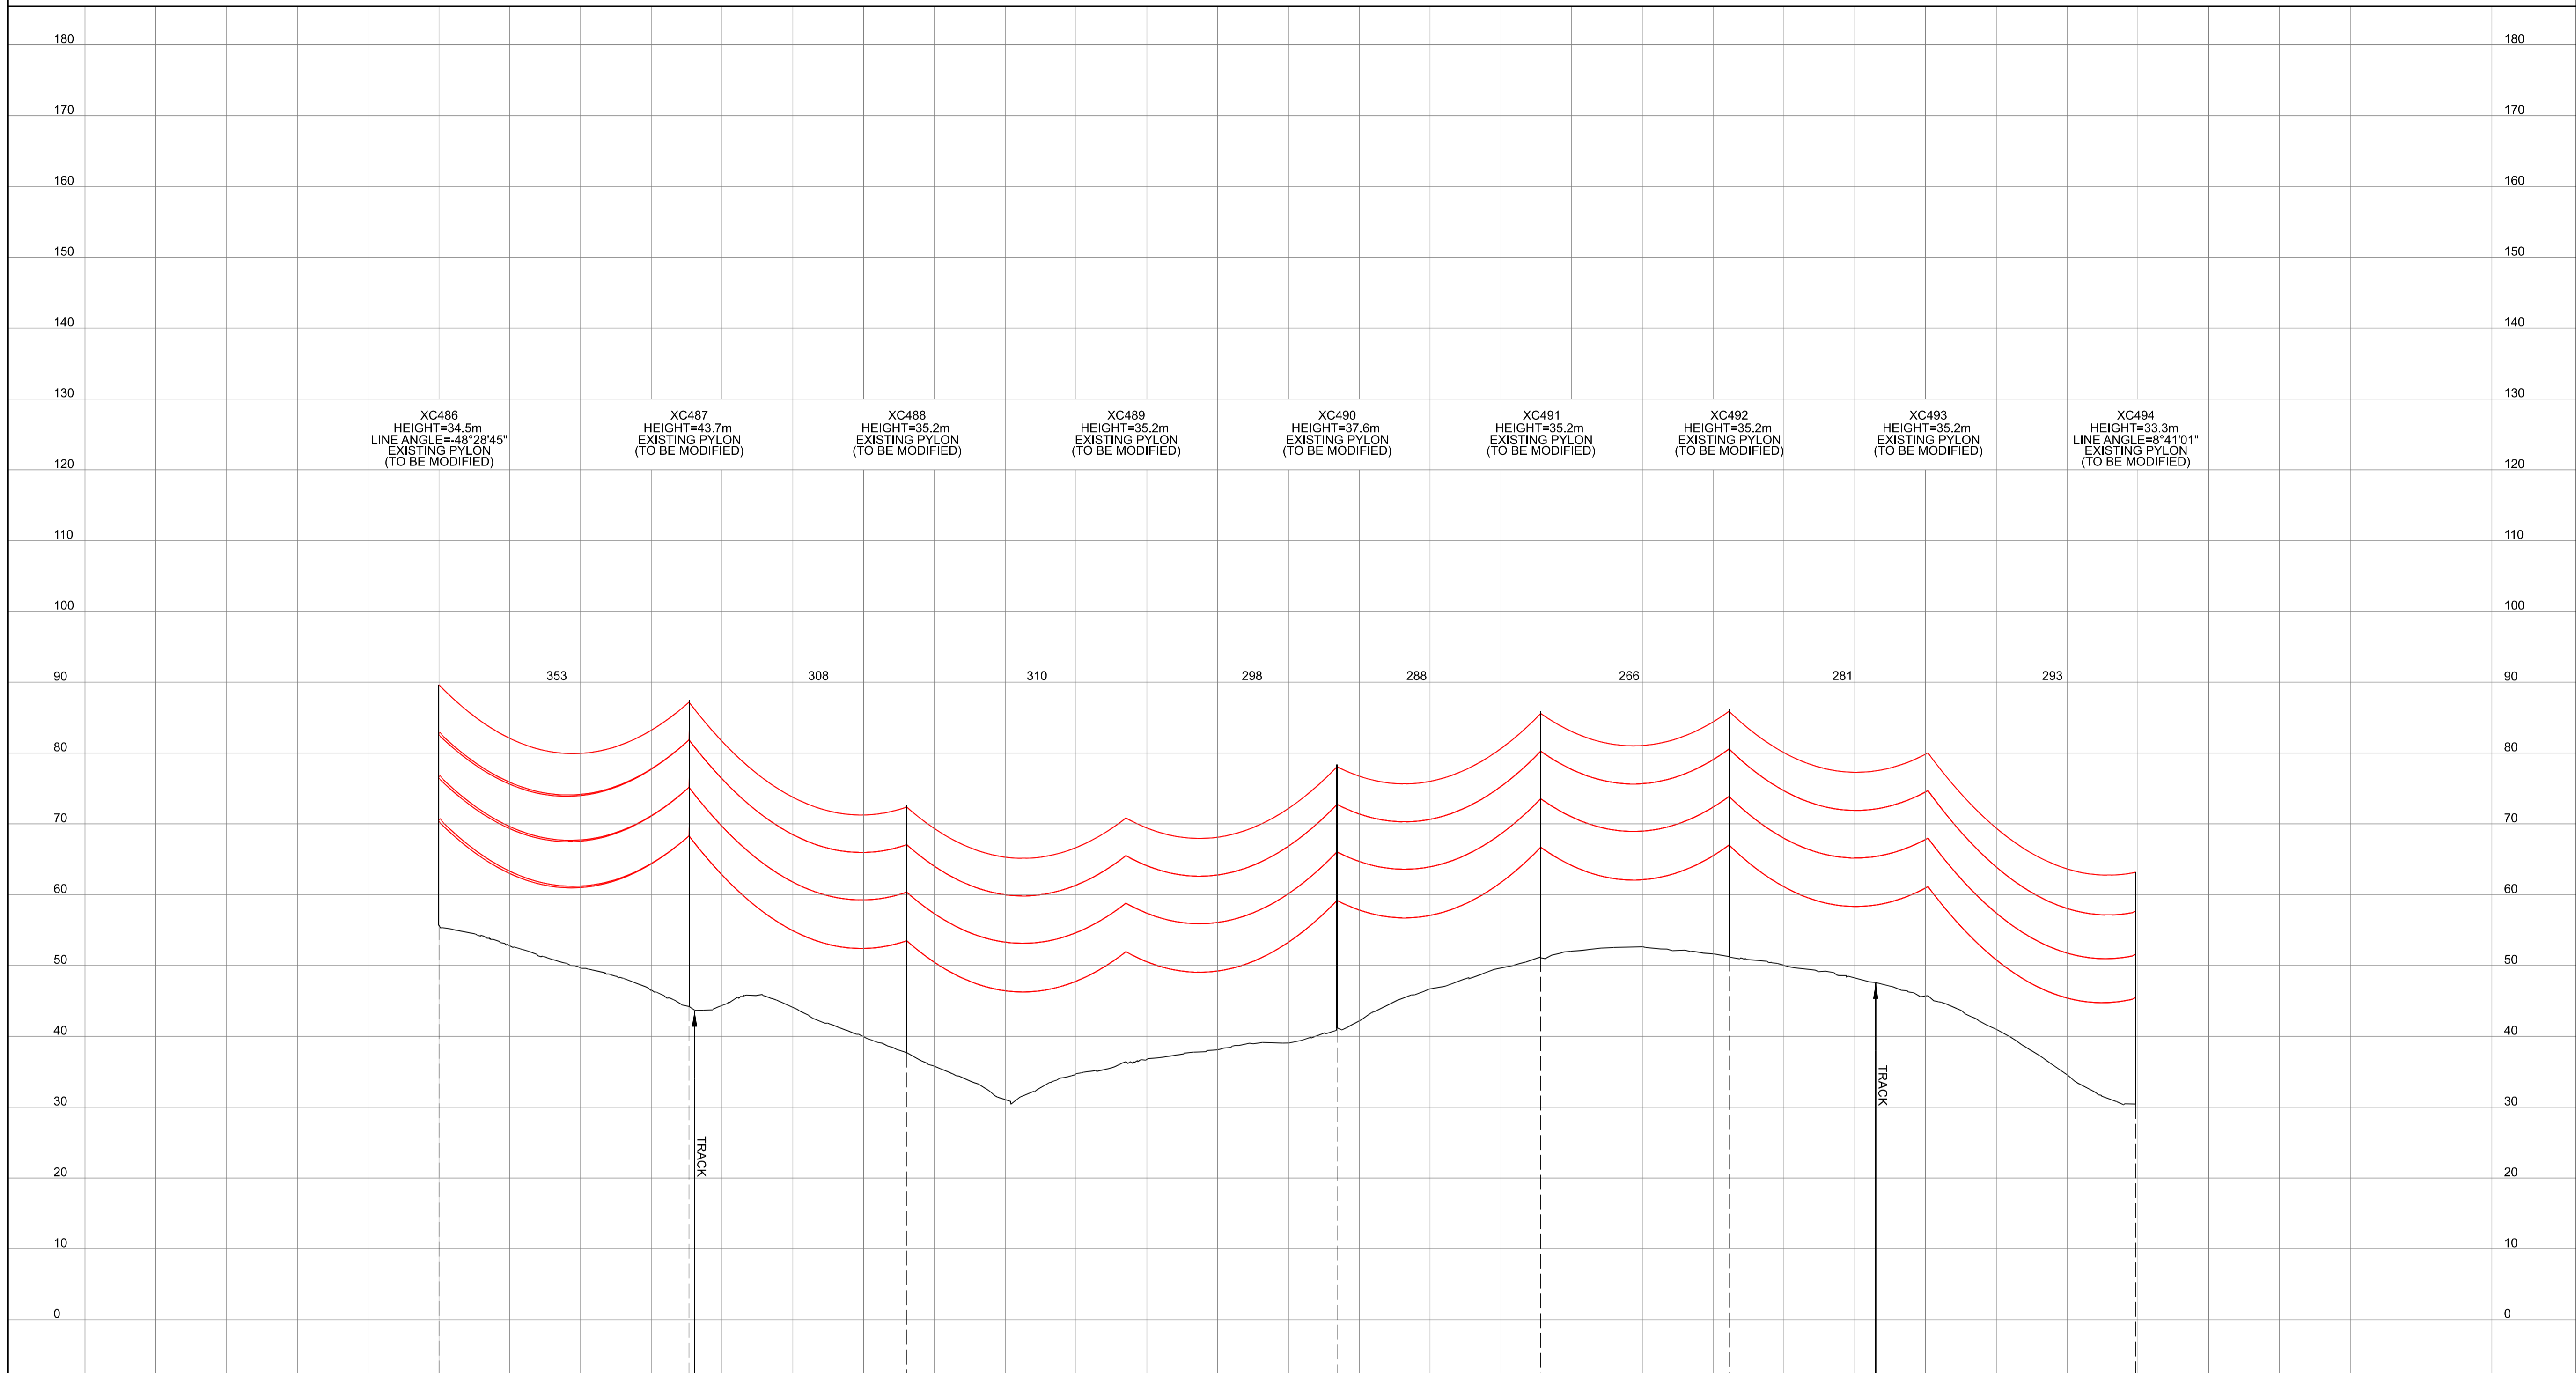 180 180
170 170
160 160
150 150
140 140
130 130
XC486
HEIGHT=34.5m
LINE ANGLE=-48°28'45"
EXISTING PYLON
(TO BE MODIFIED)
XC487
HEIGHT=43.7m
EXISTING PYLON
(TO BE MODIFIED)
XC488
HEIGHT=35.2m
EXISTING PYLON
(TO BE MODIFIED)
XC489
HEIGHT=35.2m
EXISTING PYLON
(TO BE MODIFIED)
XC490
HEIGHT=37.6m
EXISTING PYLON
(TO BE MODIFIED)
XC491
HEIGHT=35.2m
EXISTING PYLON
(TO BE MODIFIED)
XC492
HEIGHT=35.2m
EXISTING PYLON
(TO BE MODIFIED)
XC493
HEIGHT=35.2m
EXISTING PYLON
(TO BE MODIFIED)
XC494
HEIGHT=33.3m
LINE ANGLE=8°41'01"
EXISTING PYLON
(TO BE MODIFIED)
120 120
110 110
100 100
90 353 308 310 298 288 266 281 293 90
80 80
70 70
60 60
50 50
40 40
TRACK
30 30
TRACK
20 20
10 10
0 0